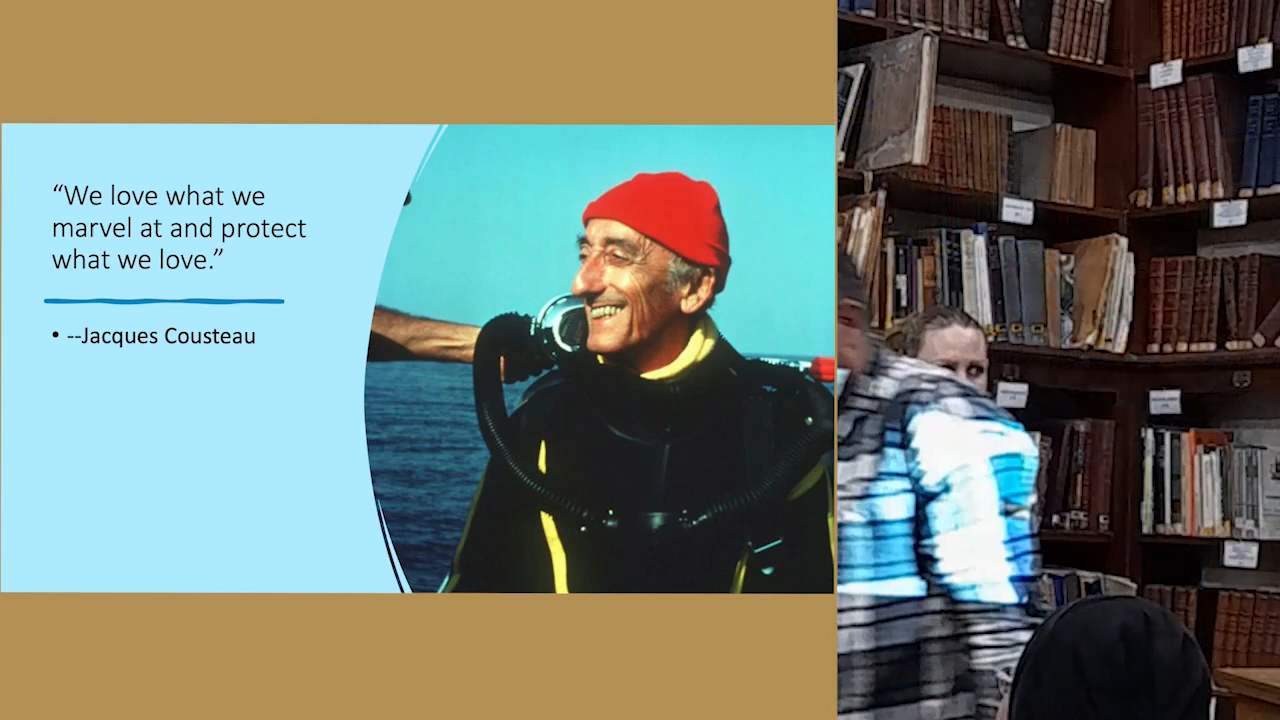 “We love what we
marvel at and protect
what we love.”
• --Jacques Cousteau